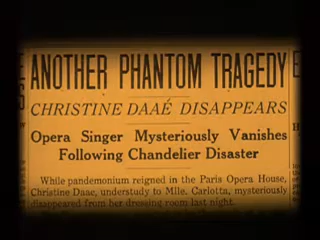 ANOTHER PHANTOM TRAGEDY
CHRISTINE DAAÉ DISAPPEARS
Opera Singer Mysteriously Vanishes
Following Chandelier Disaster
While pandemonium reigned in the Paris Opera House,
Christine Daae, understudy to Mlle. Carlotta, mysteriously
disappeared from her dressing room last night.